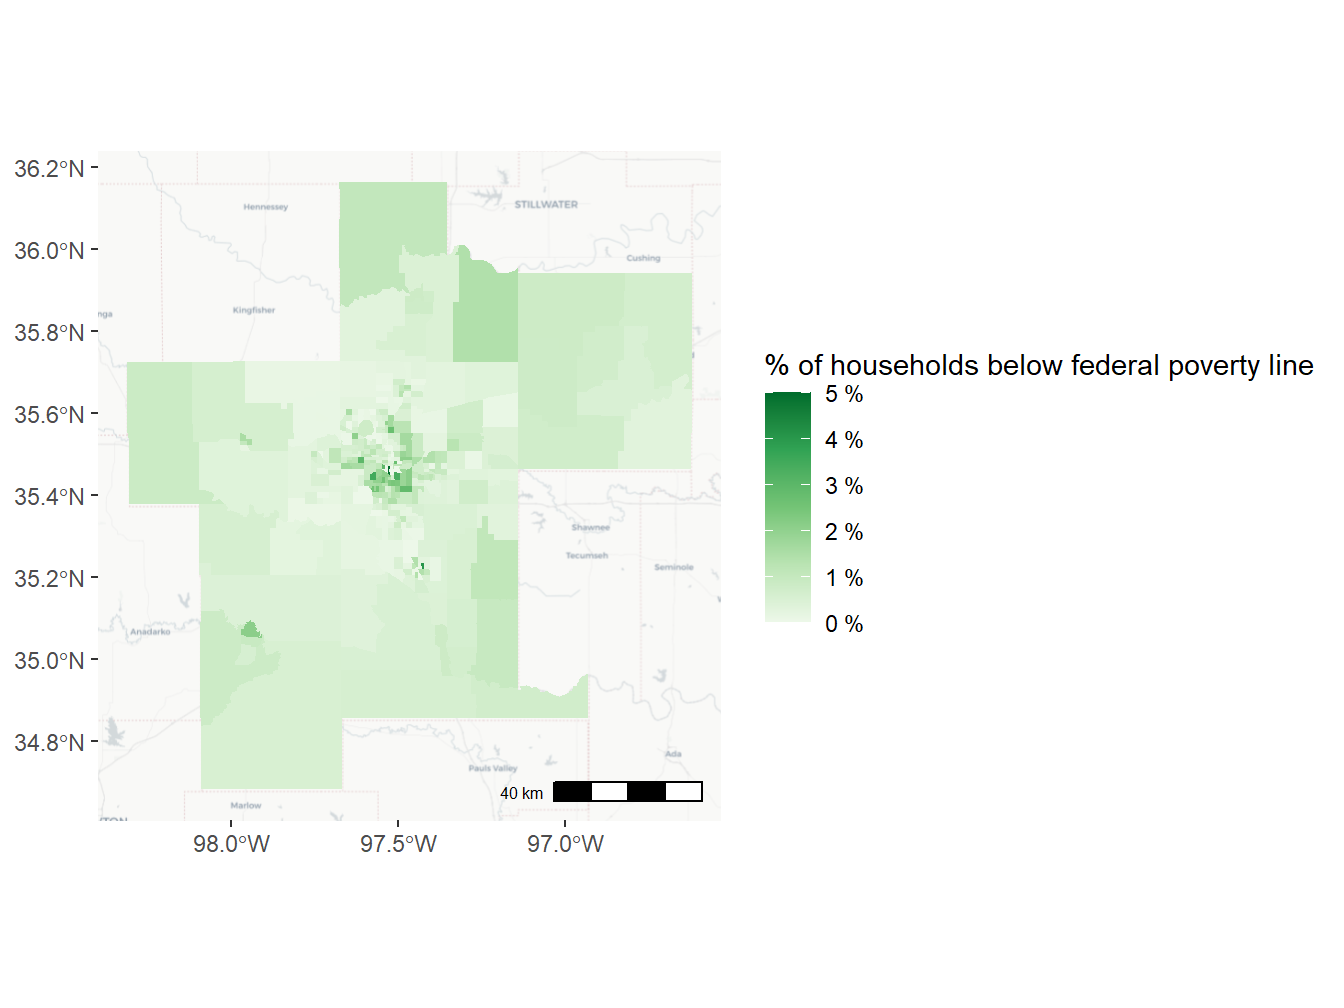 36.2°N
36.0°N
35.8°N
35.6°N
35.4°N
35.2°N
35.0°N
34.8°N
98.0°W
97.5°W
97.0°W
Hennessey
STILLWATER
Cushing
nga
Kingfisher
Shawnee
Tecumseh
Seminole
Anadarko
Ada
Pauls Valley
Marlow
40 km
% of households below federal poverty line
5 %
4 %
3 %
2 %
1 %
0 %